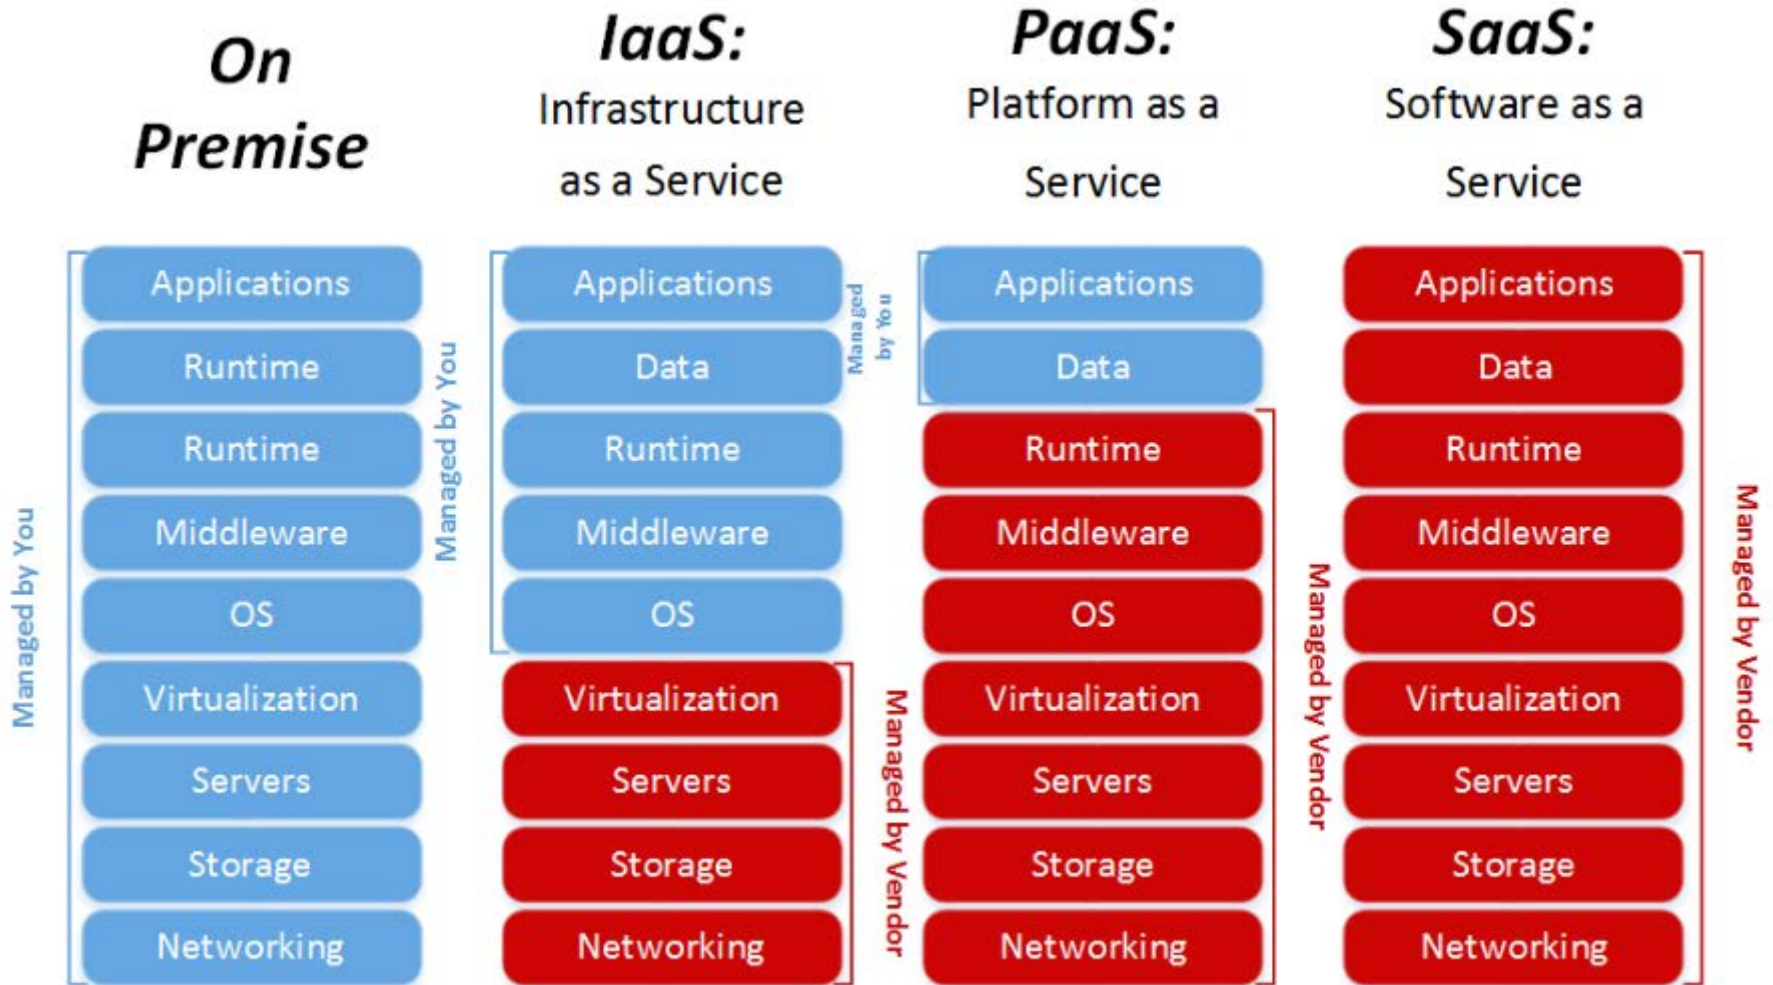 On
Premise
IaaS:
Infrastructure
as a Service
PaaS:
Platform as a
Service
SaaS:
Software as a
Service
Managed by You
Applications
Runtime
Runtime
Middleware
OS
Virtualization
Servers
Storage
Networking
Managed by You
Applications
Data
Runtime
Middleware
OS
Virtualization
Servers
Storage
Networking
Managed by Vendor
Managed
by You
Applications
Data
Runtime
Middleware
OS
Virtualization
Servers
Storage
Networking
Managed by Vendor
Applications
Data
Runtime
Middleware
OS
Virtualization
Servers
Storage
Networking
Managed by Vendor